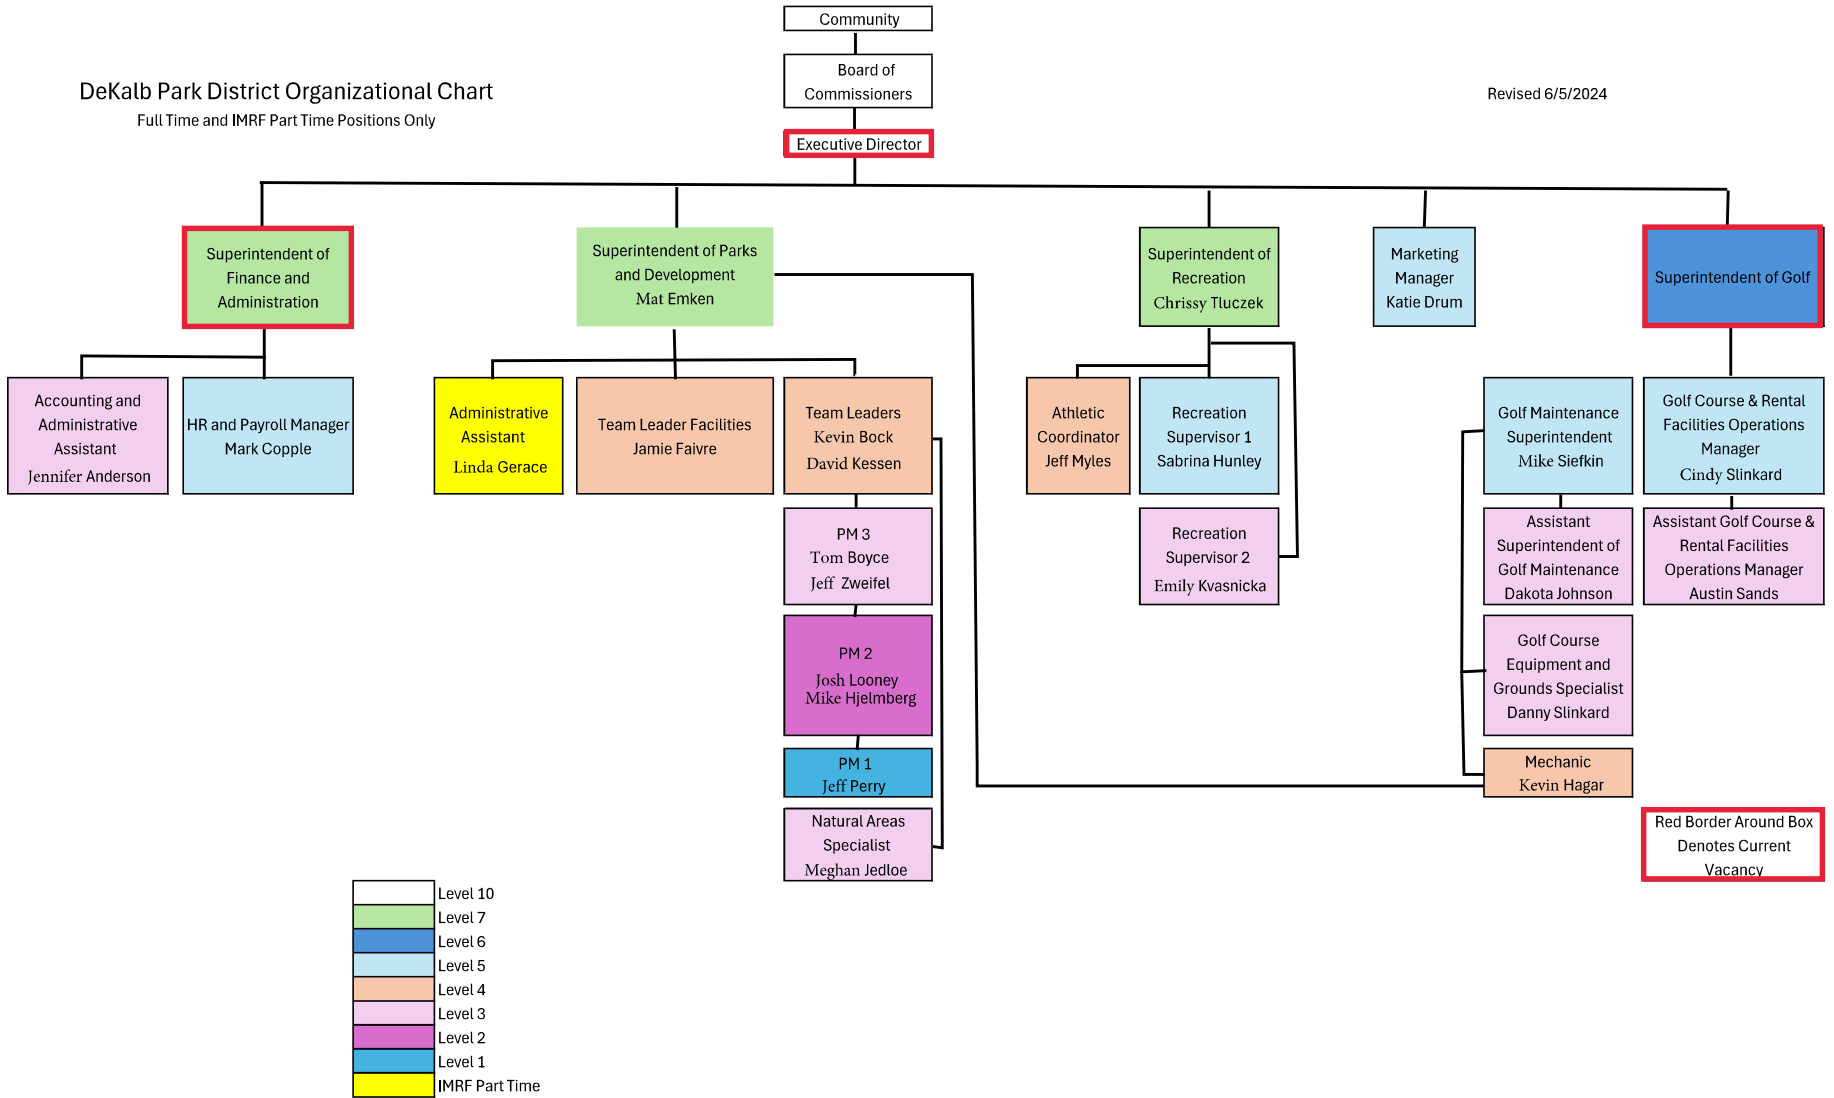 Community
Board of
Commissioners
DeKalb Park District Organizational Chart
Full Time and IMRF Part Time Positions Only
Revised 6/5/2024
Executive Director
Superintendent of
Finance and
Administration
Superintendent of Parks
and Development
Mat Emken
Superintendent of
Recreation
Chrissy Tluczek
Marketing
Manager
Katie Drum
Superintendent of Golf
Accounting and
Administrative
Assistant
Jennifer Anderson
HR and Payroll Manager
Mark Copple
Administrative
Assistant
Linda Gerace
Team Leader Facilities
Jamie Faivre
Team Leaders
Kevin Bock
David Kessen
Athletic
Coordinator
Jeff Myles
Recreation
Supervisor 1
Sabrina Hunley
Golf Maintenance
Superintendent
Mike Siefkin
Golf Course & Rental
Facilities Operations
Manager
Cindy Slinkard
PM 3
Tom Boyce
Jeff Zweifel
Recreation
Supervisor 2
Emily Kvasnicka
Assistant
Superintendent of
Golf Maintenance
Dakota Johnson
Assistant Golf Course &
Rental Facilities
Operations Manager
Austin Sands
PM 2
Josh Looney
Mike Hjelmberg
Golf Course
Equipment and
Grounds Specialist
Danny Slinkard
PM 1
Jeff Perry
Mechanic
Kevin Hagar
Natural Areas
Specialist
Meghan Jedloe
Red Border Around Box
Denotes Current
Vacancy
Level 10
Level 7
Level 6
Level 5
Level 4
Level 3
Level 2
Level 1
IMRF Part Time